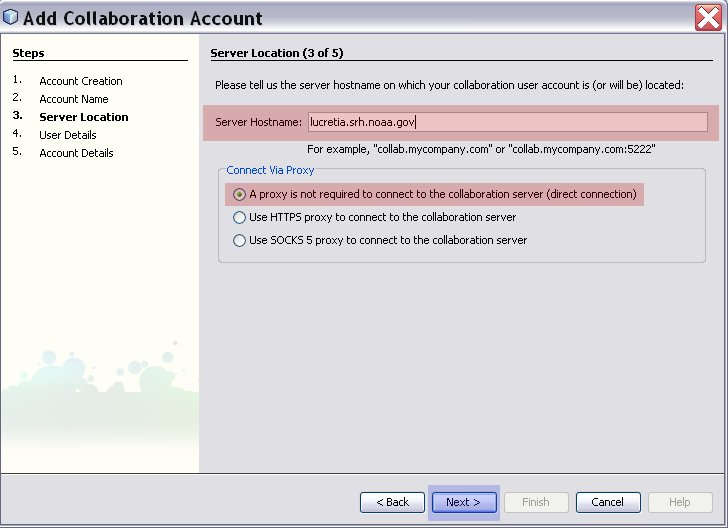 Add Collaboration Account
Steps
1. Account Creation
2. Account Name
3. Server Location
4. User Details
5. Account Details
Server Location (3 of 5)
Please tell us the server hostname on which your collaboration user account is (or will be) located:
Server Hostname: lucretia.srh.noaa.gov
For example, "collab.mycompany.com" or "collab.mycompany.com:5222"
Connect Via Proxy
A proxy is not required to connect to the collaboration server (direct connection)
Use HTTPS proxy to connect to the collaboration server
Use SOCKS 5 proxy to connect to the collaboration server
< Back Next > Finish Cancel Help